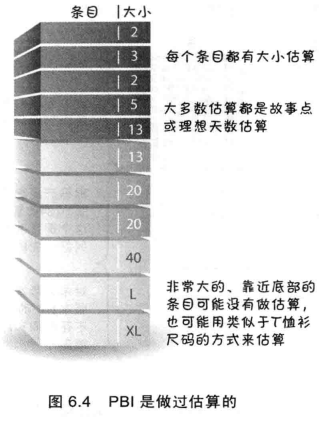 条目 | 大小
2
3
每个条目都有大小估算
2
5
大多数估算都是故事点
或理想天数估算
13
13
20
20
40
L
非常大的、靠近底部的
条目可能没有做估算，
也可能用类似于T恤衫
尺码的方式来估算
XL
图 6.4 PBI 是做过估算的